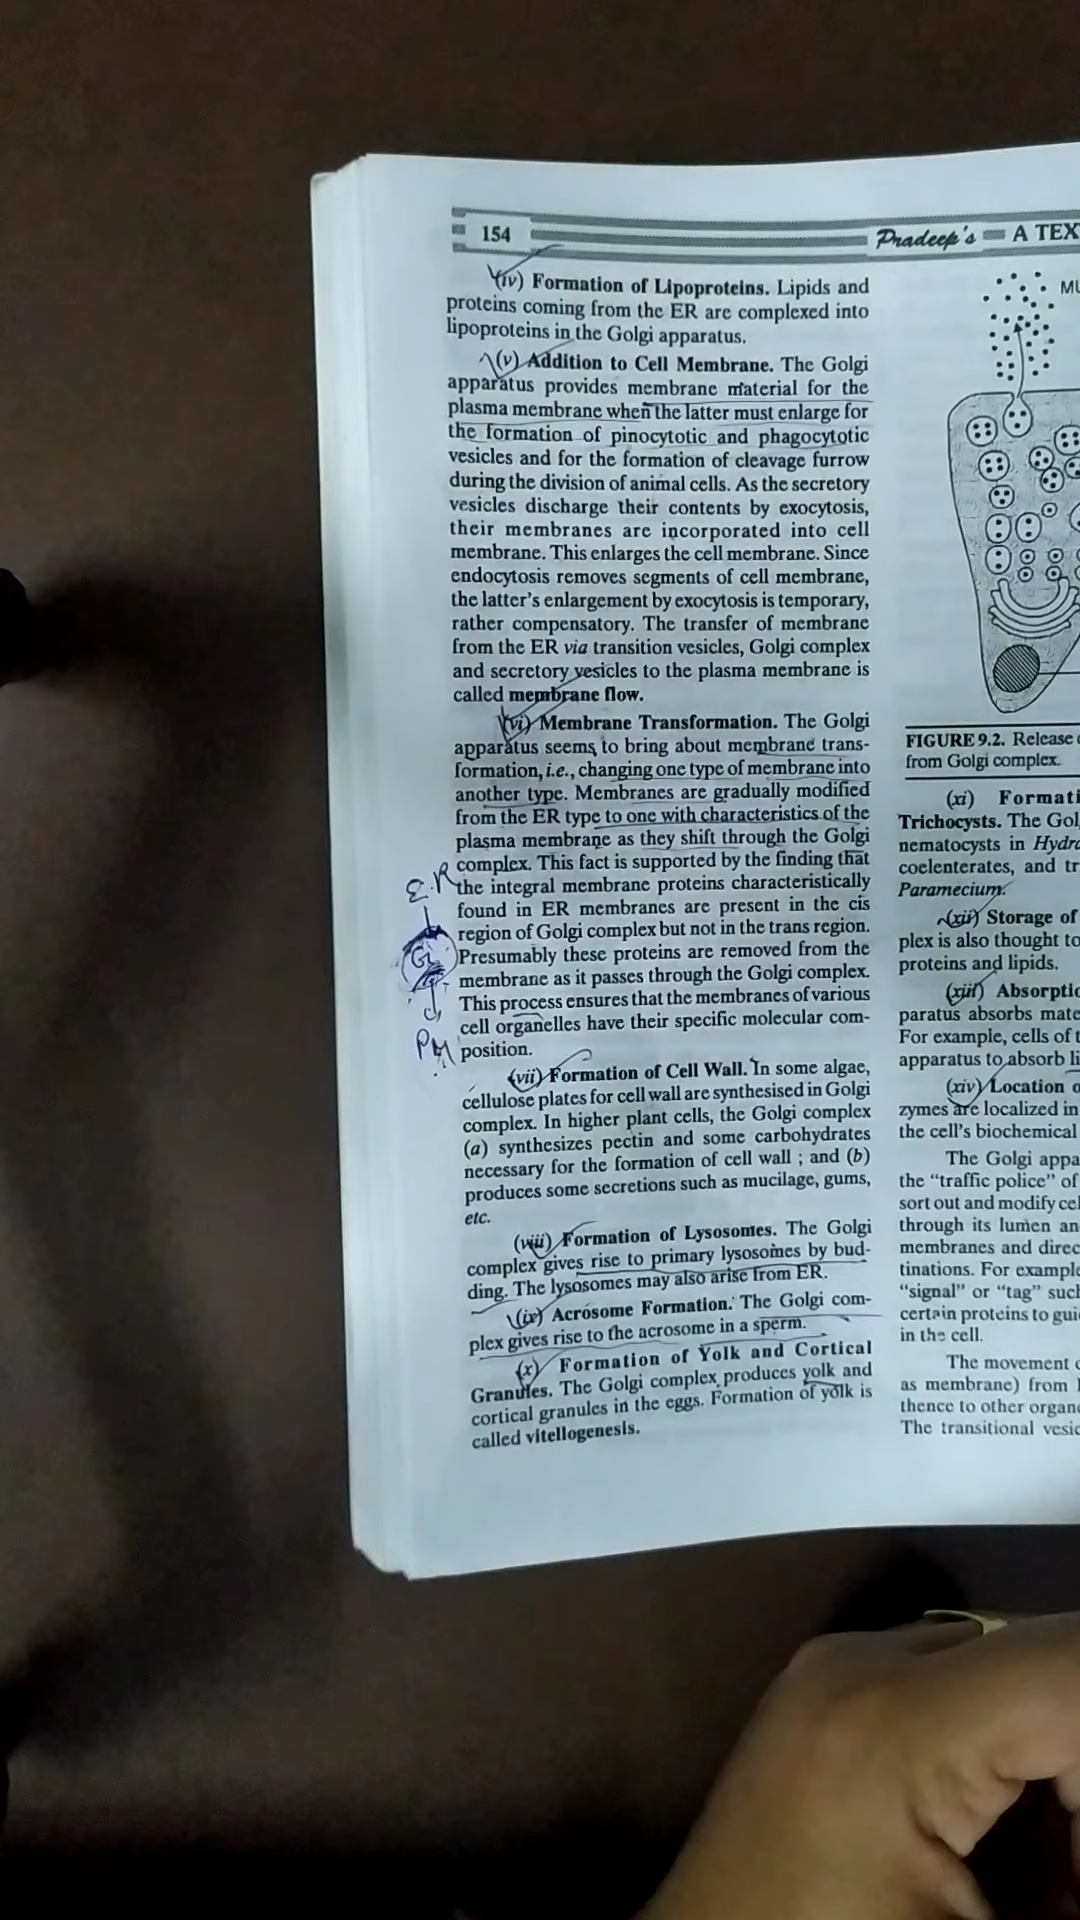 154
Pradeep's A TEX
(iv) Formation of Lipoproteins. Lipids and
proteins coming from the ER are complexed into
lipoproteins in the Golgi apparatus.
(v) Addition to Cell Membrane. The Golgi
apparatus provides membrane material for the
plasma membrane when the latter must enlarge for
the formation of pinocytotic and phagocytotic
vesicles and for the formation of cleavage furrow
during the division of animal cells. As the secretory
vesicles discharge their contents by exocytosis,
their membranes are incorporated into cell
membrane. This enlarges the cell membrane. Since
endocytosis removes segments of cell membrane,
the latter's enlargement by exocytosis is temporary,
rather compensatory. The transfer of membrane
from the ER via transition vesicles, Golgi complex
and secretory vesicles to the plasma membrane is
called membrane flow.
(vi) Membrane Transformation. The Golgi
apparatus seems to bring about membrane trans-
formation, i.e., changing one type of membrane into
another type. Membranes are gradually modified
from the ER type to one with characteristics of the
plasma membrane as they shift through the Golgi
complex. This fact is supported by the finding that
the integral membrane proteins characteristically
found in ER membranes are present in the cis
region of Golgi complex but not in the trans region.
Presumably these proteins are removed from the
membrane as it passes through the Golgi complex.
This process ensures that the membranes of various
cell organelles have their specific molecular com-
position.
E.R
G
PM
(vii) Formation of Cell Wall. In some algae,
cellulose plates for cell wall are synthesised in Golgi
complex. In higher plant cells, the Golgi complex
(a) synthesizes pectin and some carbohydrates
necessary for the formation of cell wall ; and (b)
produces some secretions such as mucilage, gums,
etc.
(viii) Formation of Lysosomes. The Golgi
complex gives rise to primary lysosomes by bud-
ding. The lysosomes may also arise from ER.
(ix) Acrosome Formation. The Golgi com-
plex gives rise to the acrosome in a sperm.
(x) Formation of Yolk and Cortical
Granules. The Golgi complex produces yolk and
cortical granules in the eggs. Formation of yolk is
called vitellogenesis.
MU
FIGURE 9.2. Release
from Golgi complex.
(xi) Formati
Trichocysts. The Gol
nematocysts in Hydra
coelenterates, and tr
Paramecium.
(xii) Storage of
plex is also thought to
proteins and lipids.
(xiii) Absorptio
paratus absorbs mate
For example, cells of t
apparatus to absorb li
(xiv) Location o
zymes are localized in
the cell's biochemical
The Golgi appa
the "traffic police" of
sort out and modify cel
through its lumen an
membranes and direc
tinations. For example
"signal" or "tag" such
certain proteins to gui
in the cell.
The movement
as membrane) from
thence to other organe
The transitional vesic